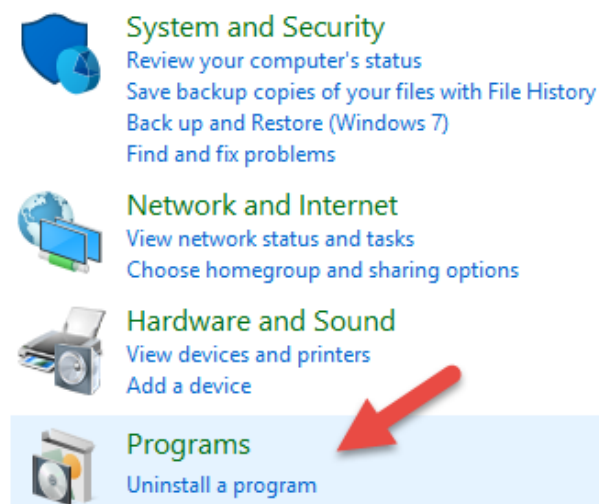 System and Security
Review your computer's status
Save backup copies of your files with File History
Back up and Restore (Windows 7)
Find and fix problems
Network and Internet
View network status and tasks
Choose homegroup and sharing options
Hardware and Sound
View devices and printers
Add a device
Programs
Uninstall a program